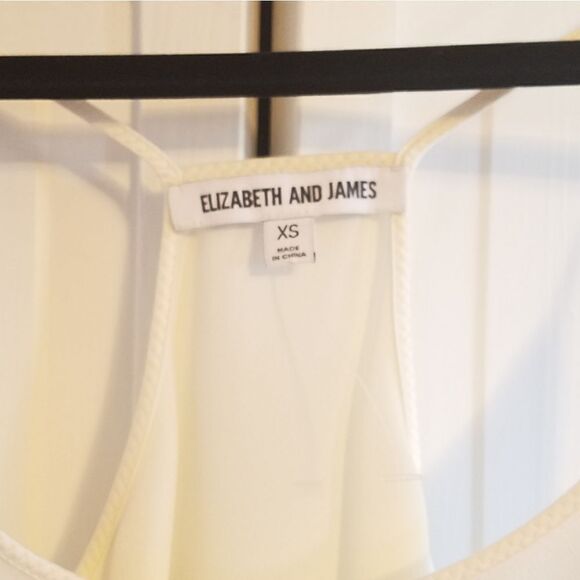 ELIZABETH AND JAMES
XS
MADE
IN CHINA